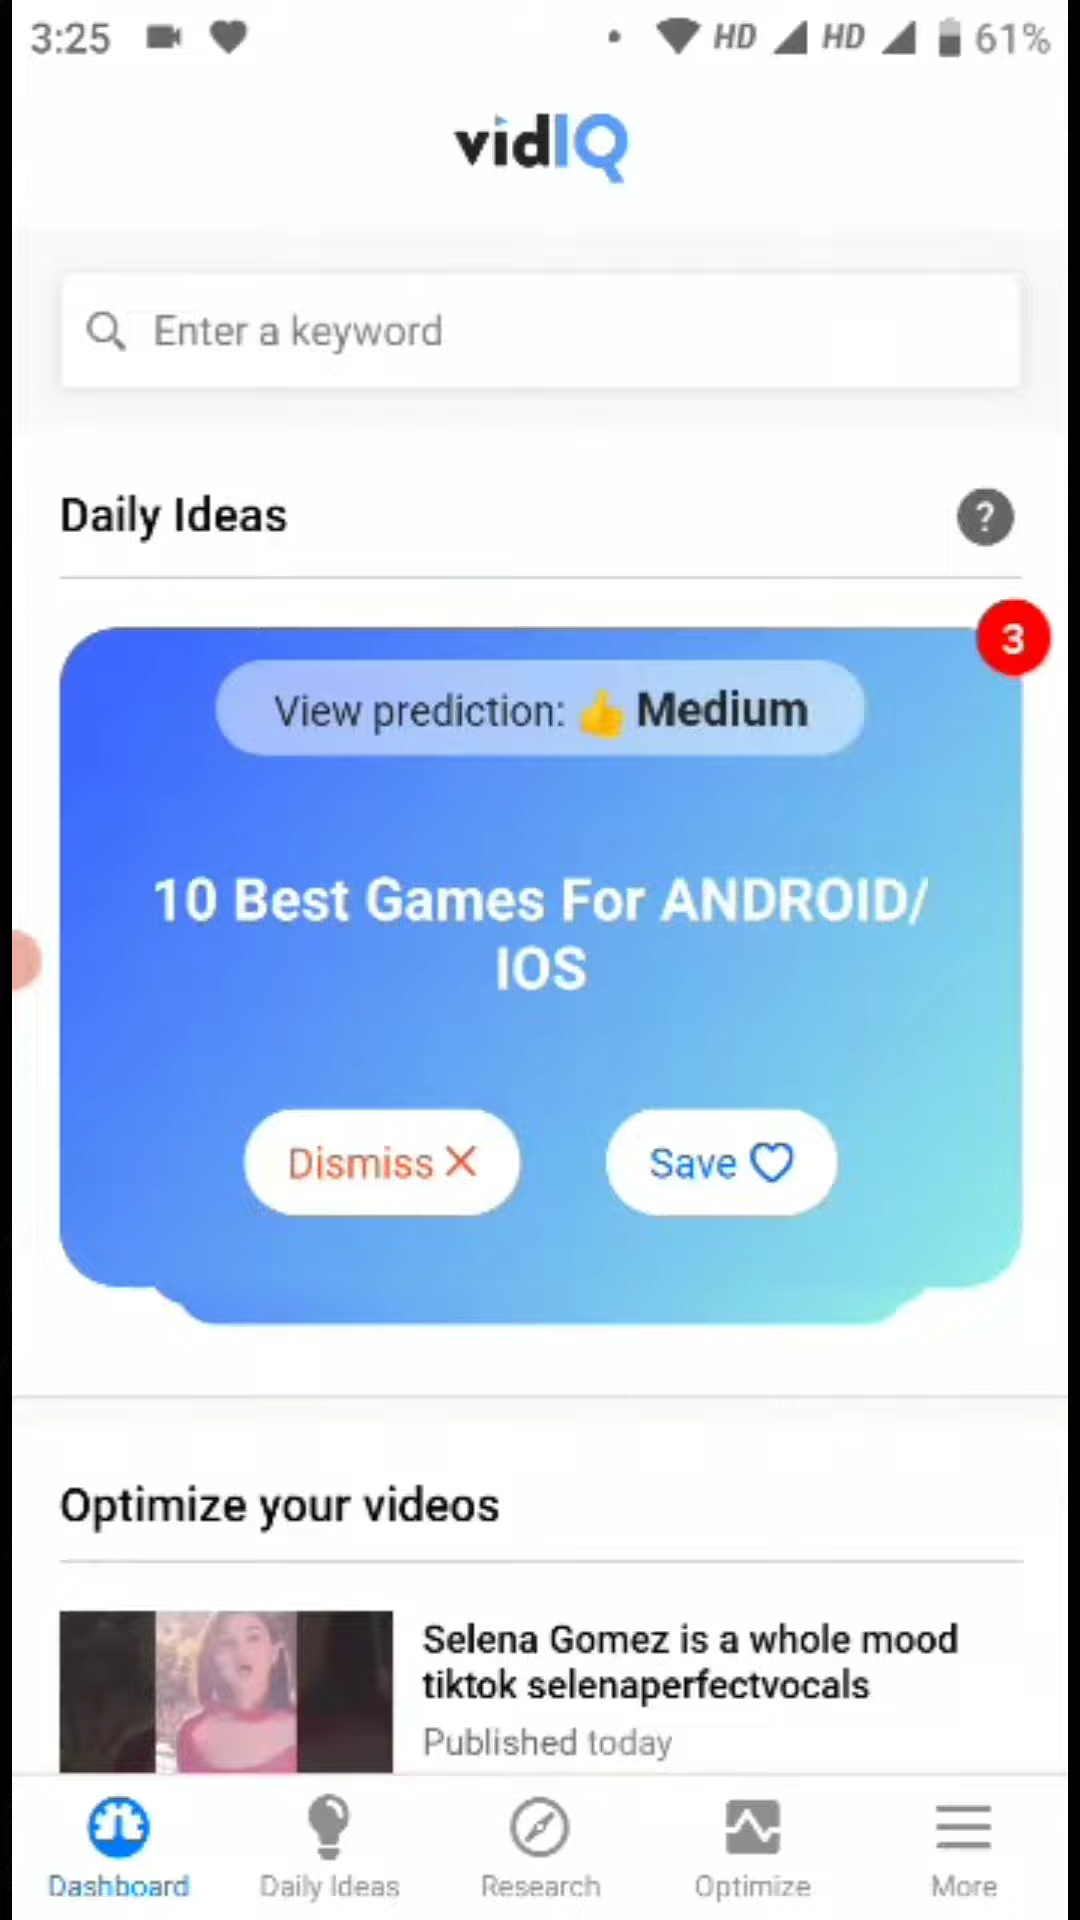 3:25 HD HD 61%
vidIQ
Enter a keyword
Daily Ideas ?
3
View prediction: 👍 Medium
10 Best Games For ANDROID/
IOS
Dismiss X Save
Optimize your videos
Selena Gomez is a whole mood
tiktok selenaperfectvocals
Published today
Dashboard Daily Ideas Research Optimize More